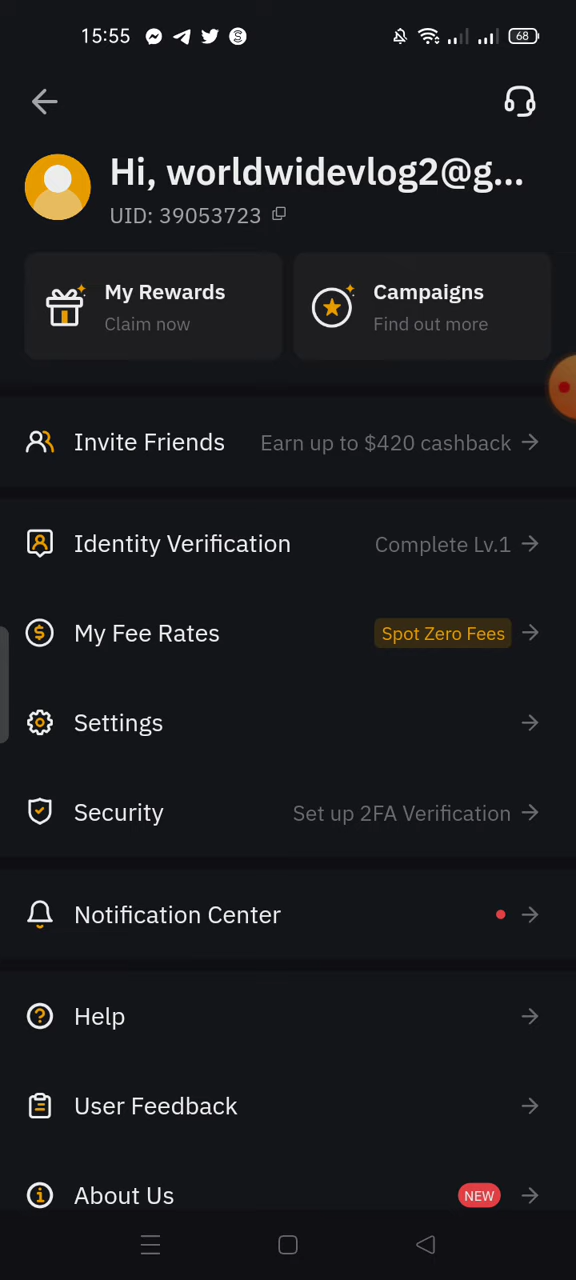 15:55
68
Hi, worldwidevlog2@g...
UID: 39053723
My Rewards
Claim now
Campaigns
Find out more
Invite Friends
Earn up to $420 cashback
Identity Verification
Complete Lv.1
My Fee Rates
Spot Zero Fees
Settings
Security
Set up 2FA Verification
Notification Center
Help
User Feedback
About Us
NEW